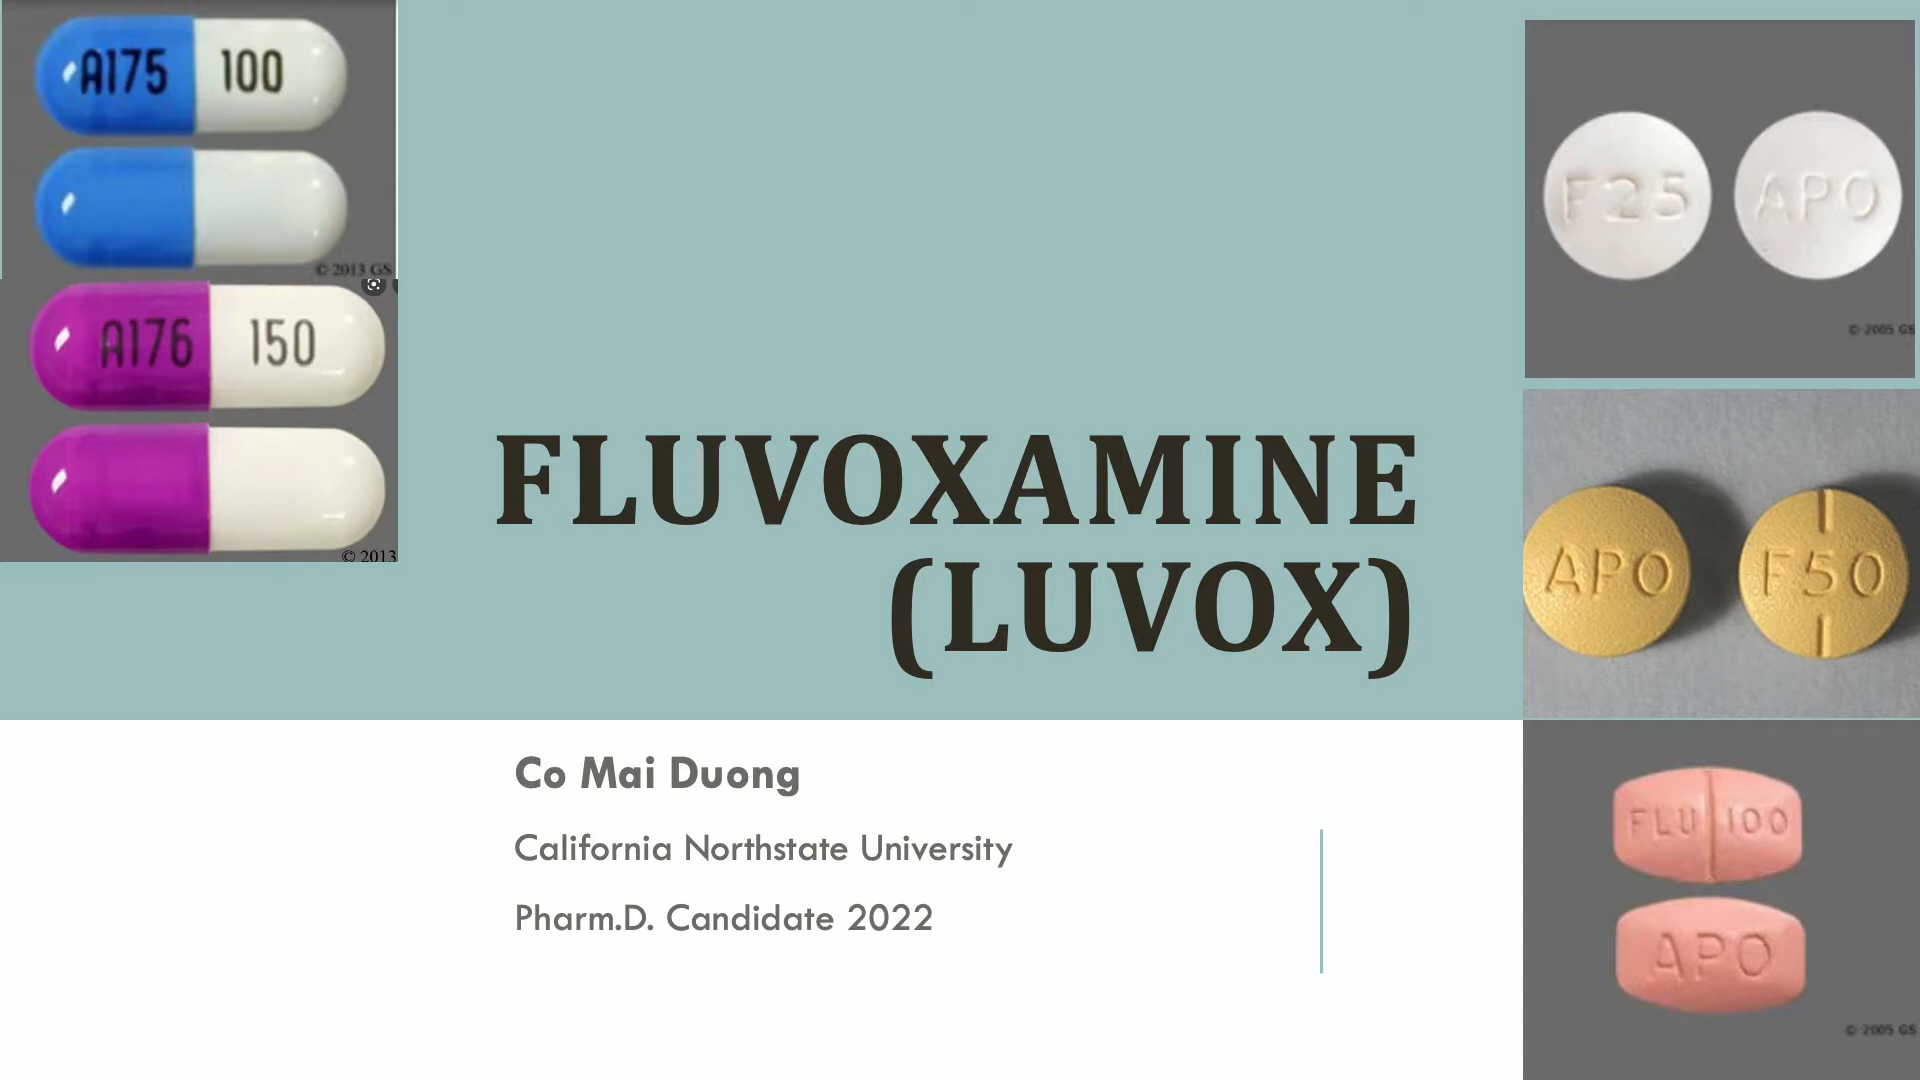 A175 100
© 2013 GS
A176 150
© 2013
FLUVOXAMINE
(LUVOX)
Co Mai Duong
California Northstate University
Pharm.D. Candidate 2022
F25 APO
© 2005 GS
APO F50
FLU 100
APO
© 2005 GS